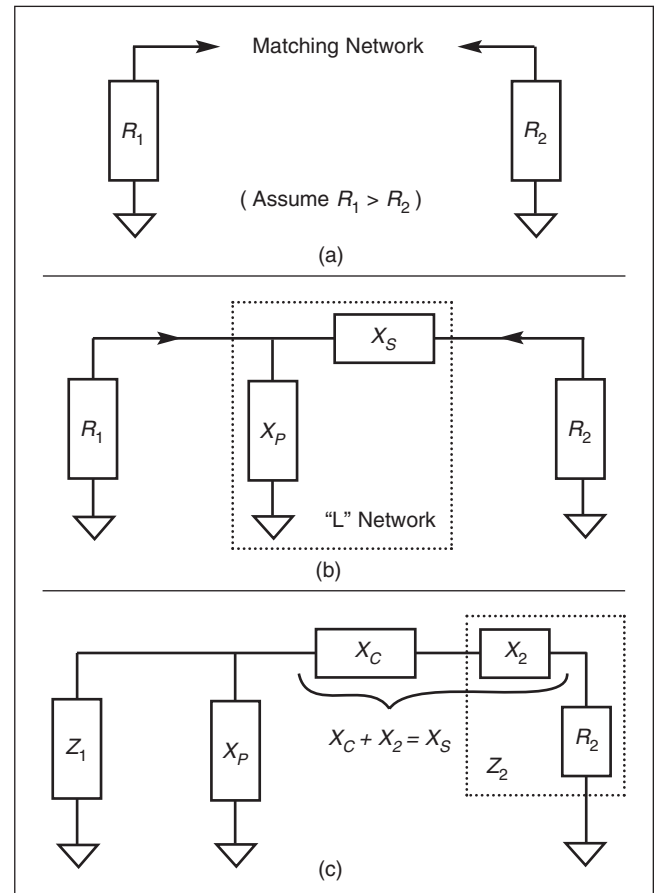 Matching Network
R1 R2
( Assume R1 > R2 )
(a)
XS
R1 XP R2
“L” Network
(b)
XC X2
Z1 XP XC + X2 = XS R2
Z2
(c)